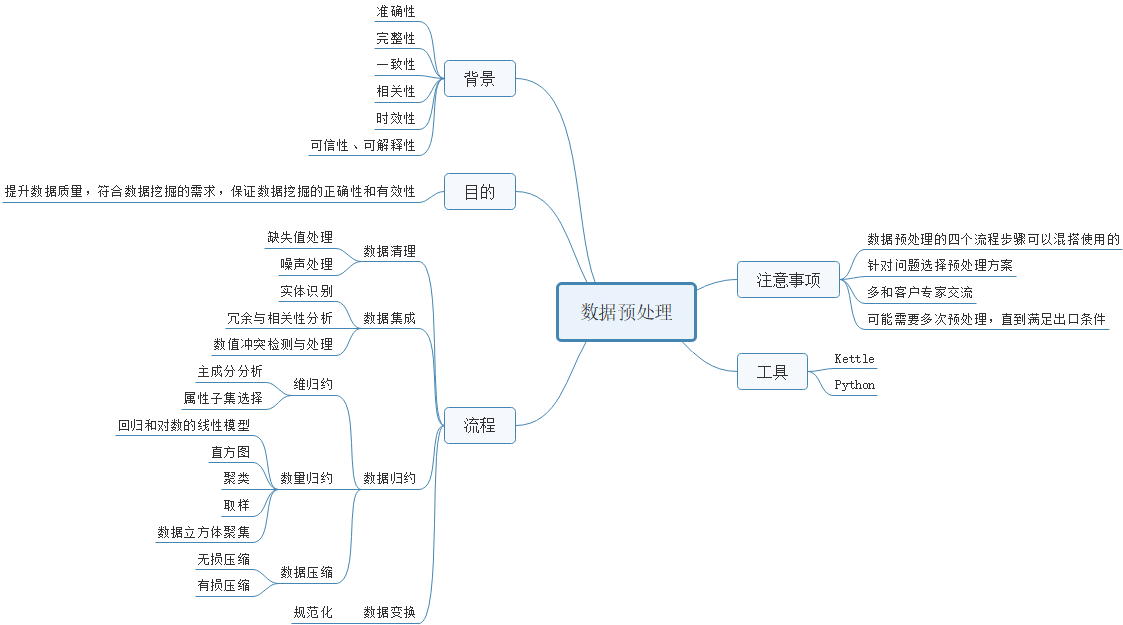 准确性
完整性
一致性
相关性
时效性
可信性、可解释性
背景
提升数据质量，符合数据挖掘的需求，保证数据挖掘的正确性和有效性
目的
缺失值处理
噪声处理
数据清理
实体识别
冗余与相关性分析
数值冲突检测与处理
数据集成
主成分分析
属性子集选择
维归约
回归和对数的线性模型
直方图
聚类
取样
数据立方体聚集
数量归约
无损压缩
有损压缩
数据压缩
数据归约
规范化
数据变换
流程
数据预处理
注意事项
数据预处理的四个流程步骤可以混搭使用的
针对问题选择预处理方案
多和客户专家交流
可能需要多次预处理，直到满足出口条件
工具
Kettle
Python